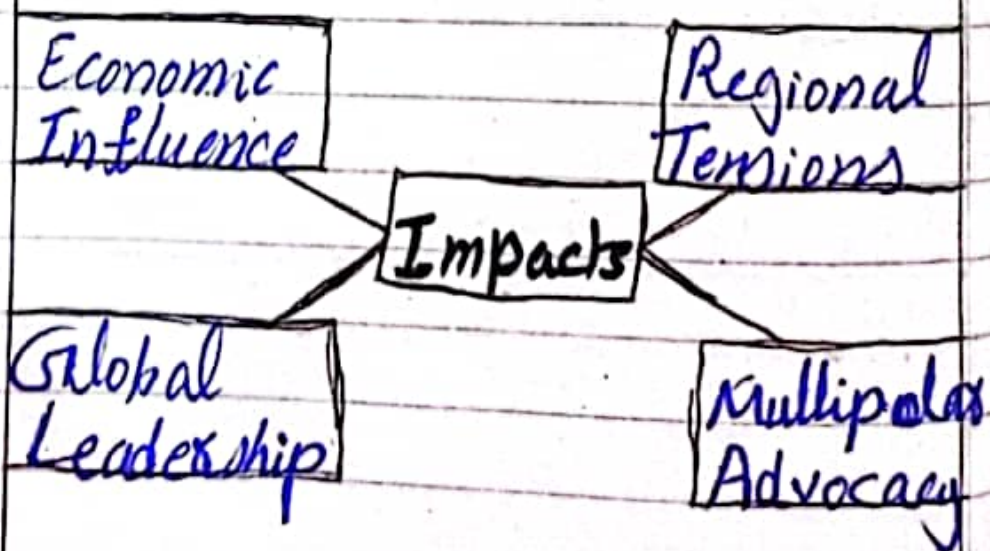 Economic
Influence
Regional
Tensions
Impacts
Global
Leadership
Multipolar
Advocacy